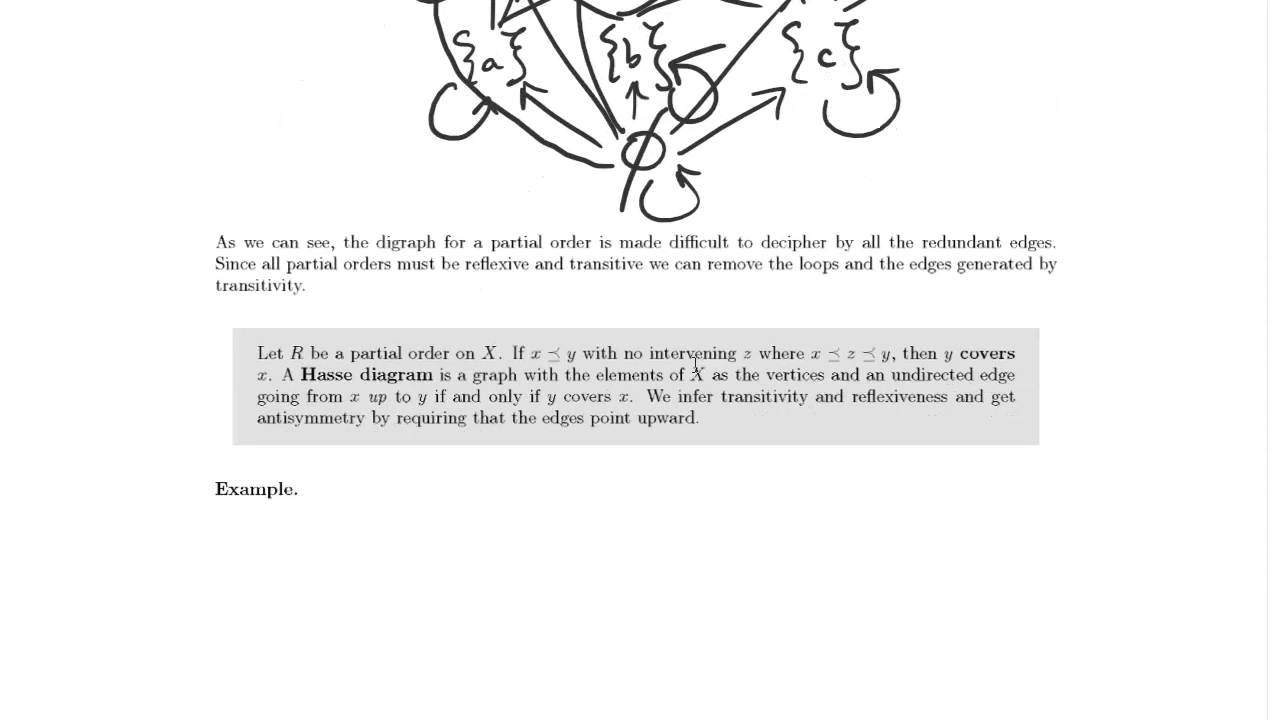 {a} {b} {c}
∅
As we can see, the digraph for a partial order is made difficult to decipher by all the redundant edges.
Since all partial orders must be reflexive and transitive we can remove the loops and the edges generated by
transitivity.
Let R be a partial order on X. If x ⪯ y with no intervening z where x ⪯ z ⪯ y, then y covers
x. A Hasse diagram is a graph with the elements of X as the vertices and an undirected edge
going from x up to y if and only if y covers x. We infer transitivity and reflexiveness and get
antisymmetry by requiring that the edges point upward.
Example.